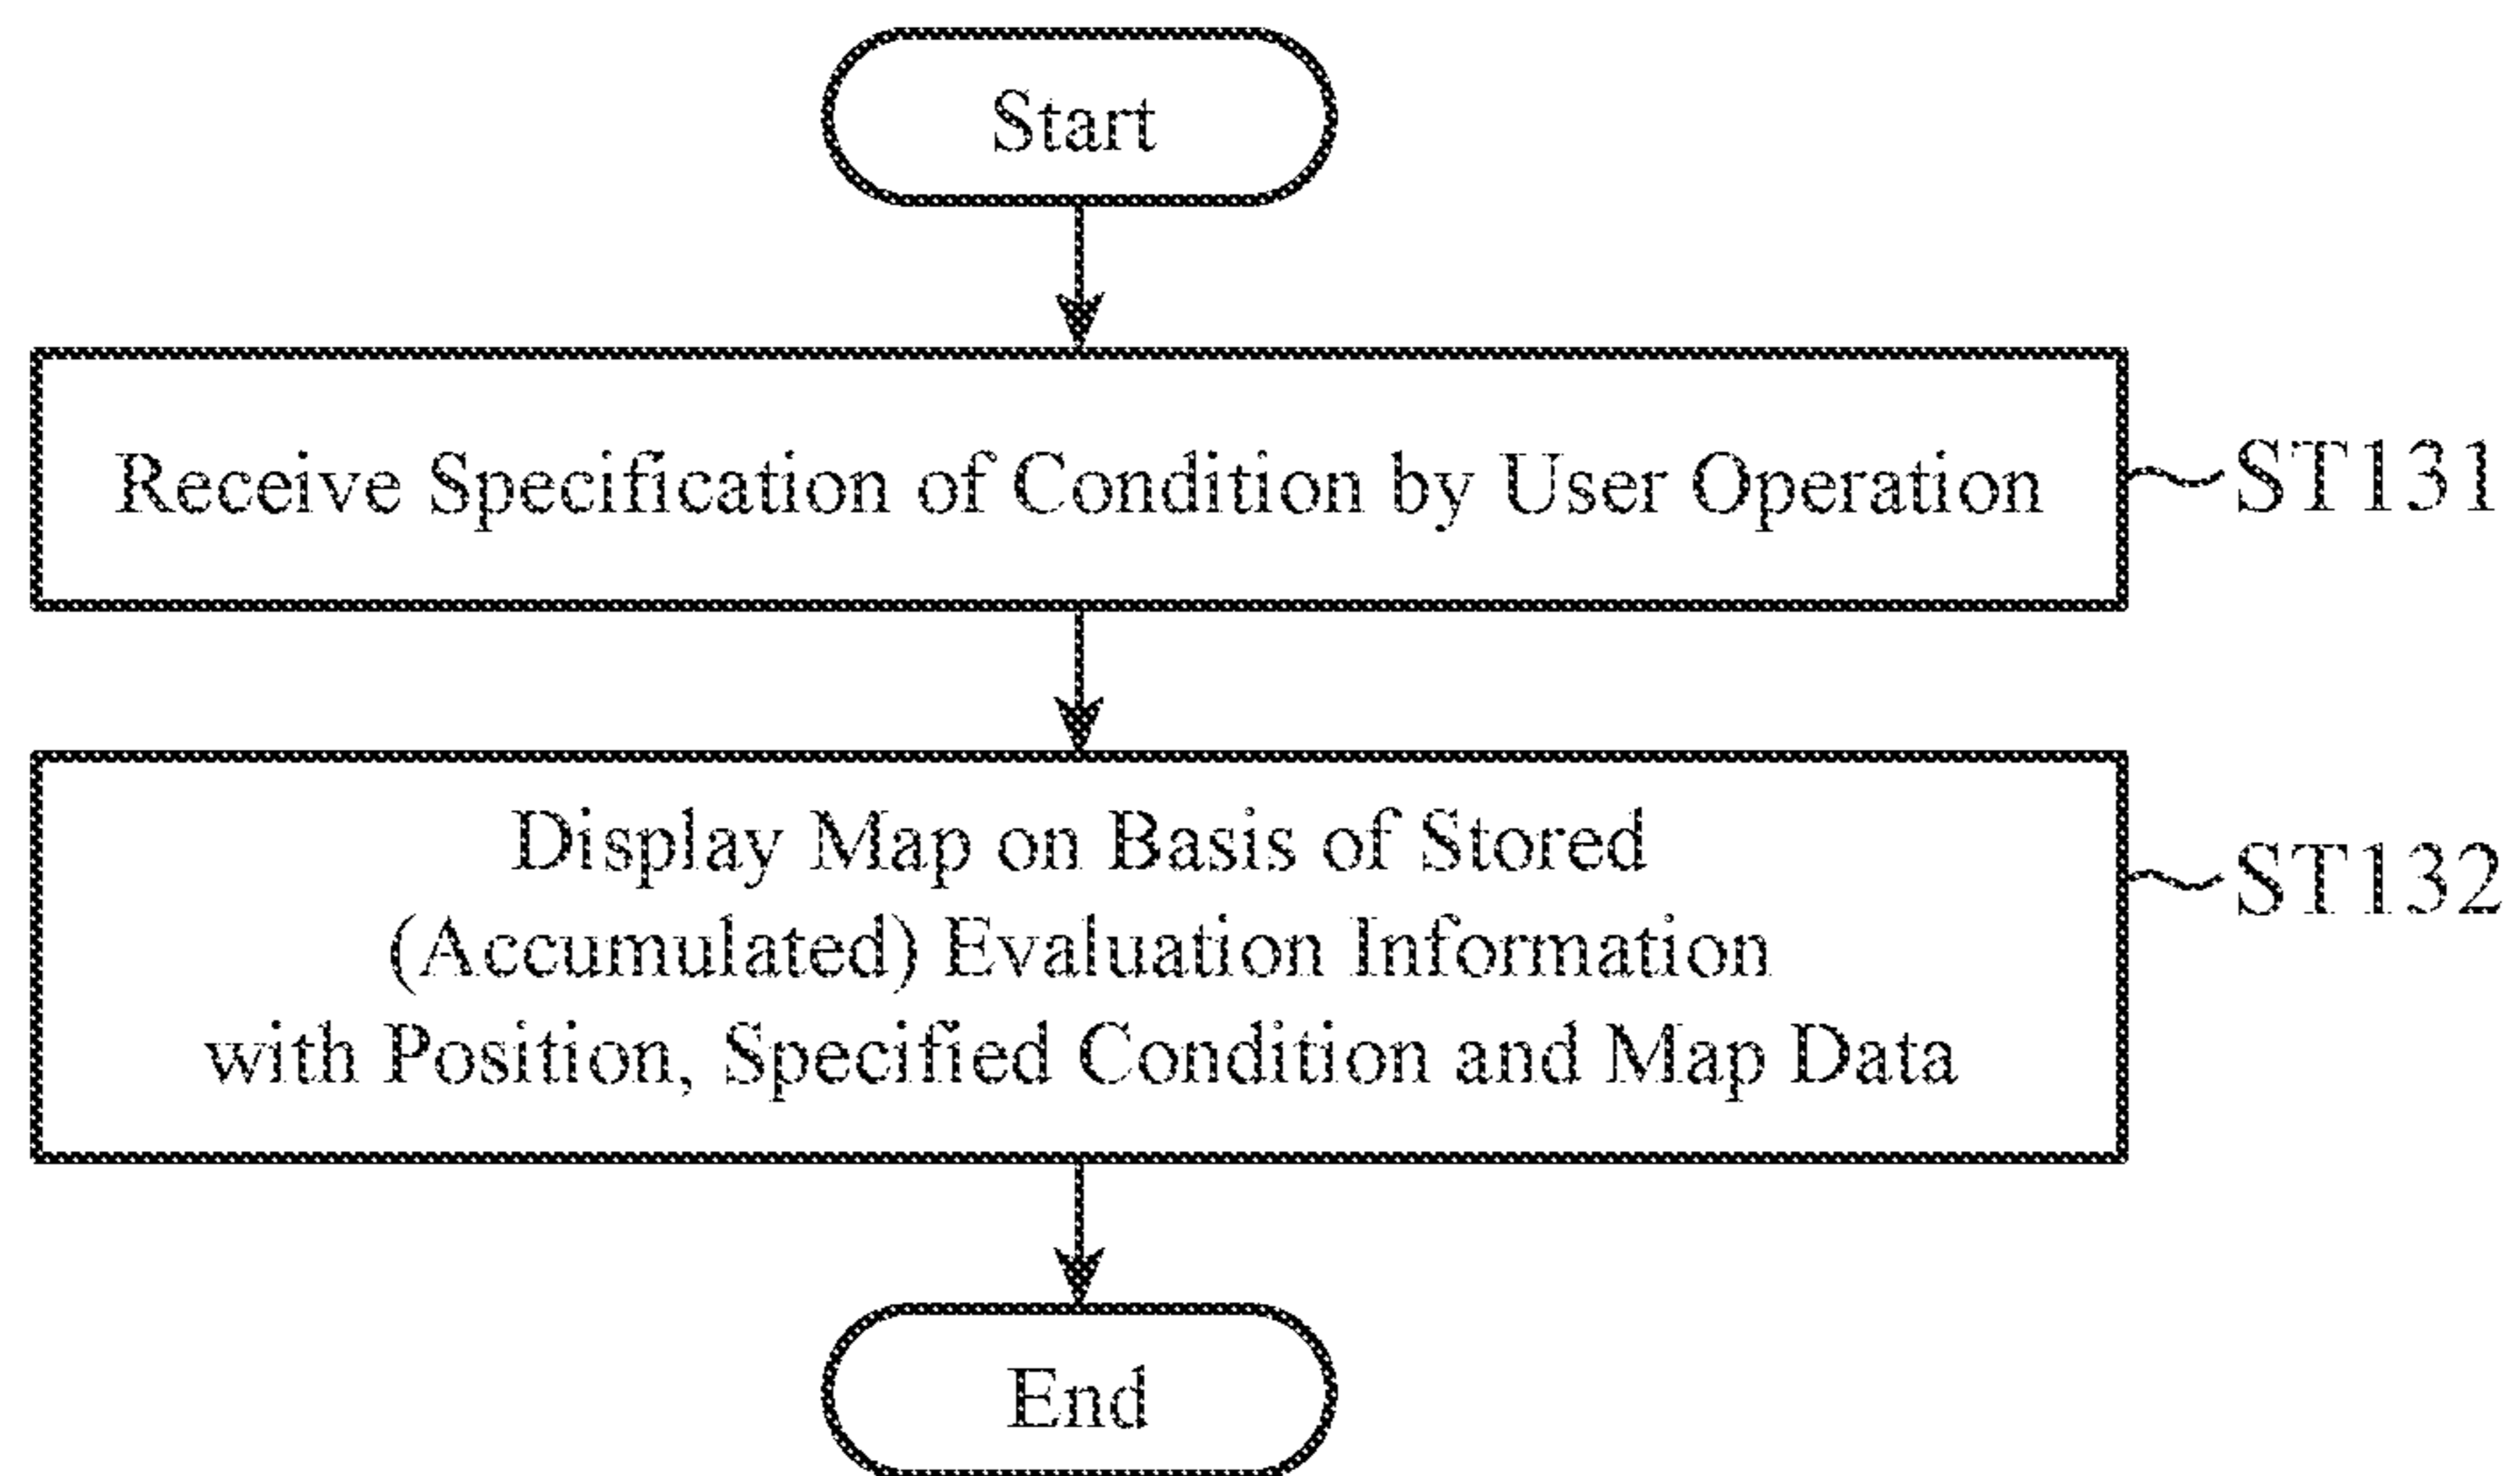 Start
Receive Specification of Condition by User Operation
ST131
Display Map on Basis of Stored
(Accumulated) Evaluation Information
with Position, Specified Condition and Map Data
ST132
End